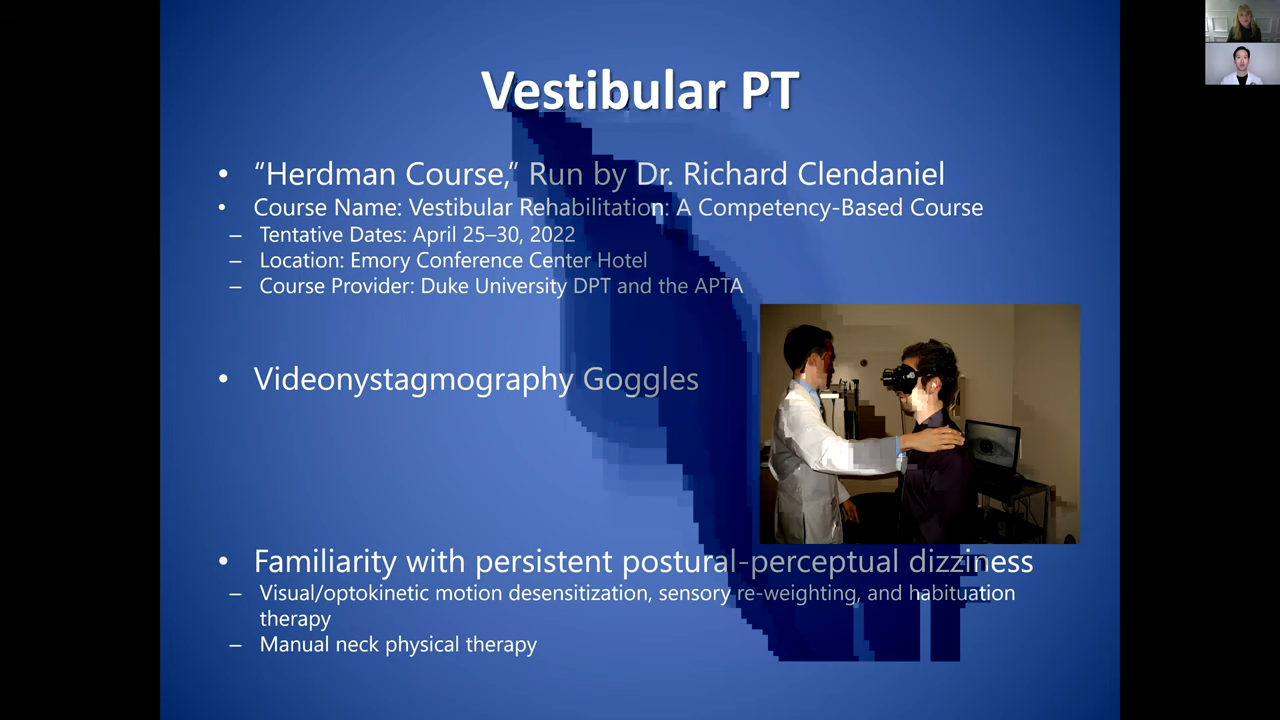 Vestibular PT
• “Herdman Course,” Run by Dr. Richard Clendaniel
• Course Name: Vestibular Rehabilitation: A Competency-Based Course
– Tentative Dates: April 25–30, 2022
– Location: Emory Conference Center Hotel
– Course Provider: Duke University DPT and the APTA
• Videonystagmography Goggles
• Familiarity with persistent postural-perceptual dizziness
– Visual/optokinetic motion desensitization, sensory re-weighting, and habituation
therapy
– Manual neck physical therapy